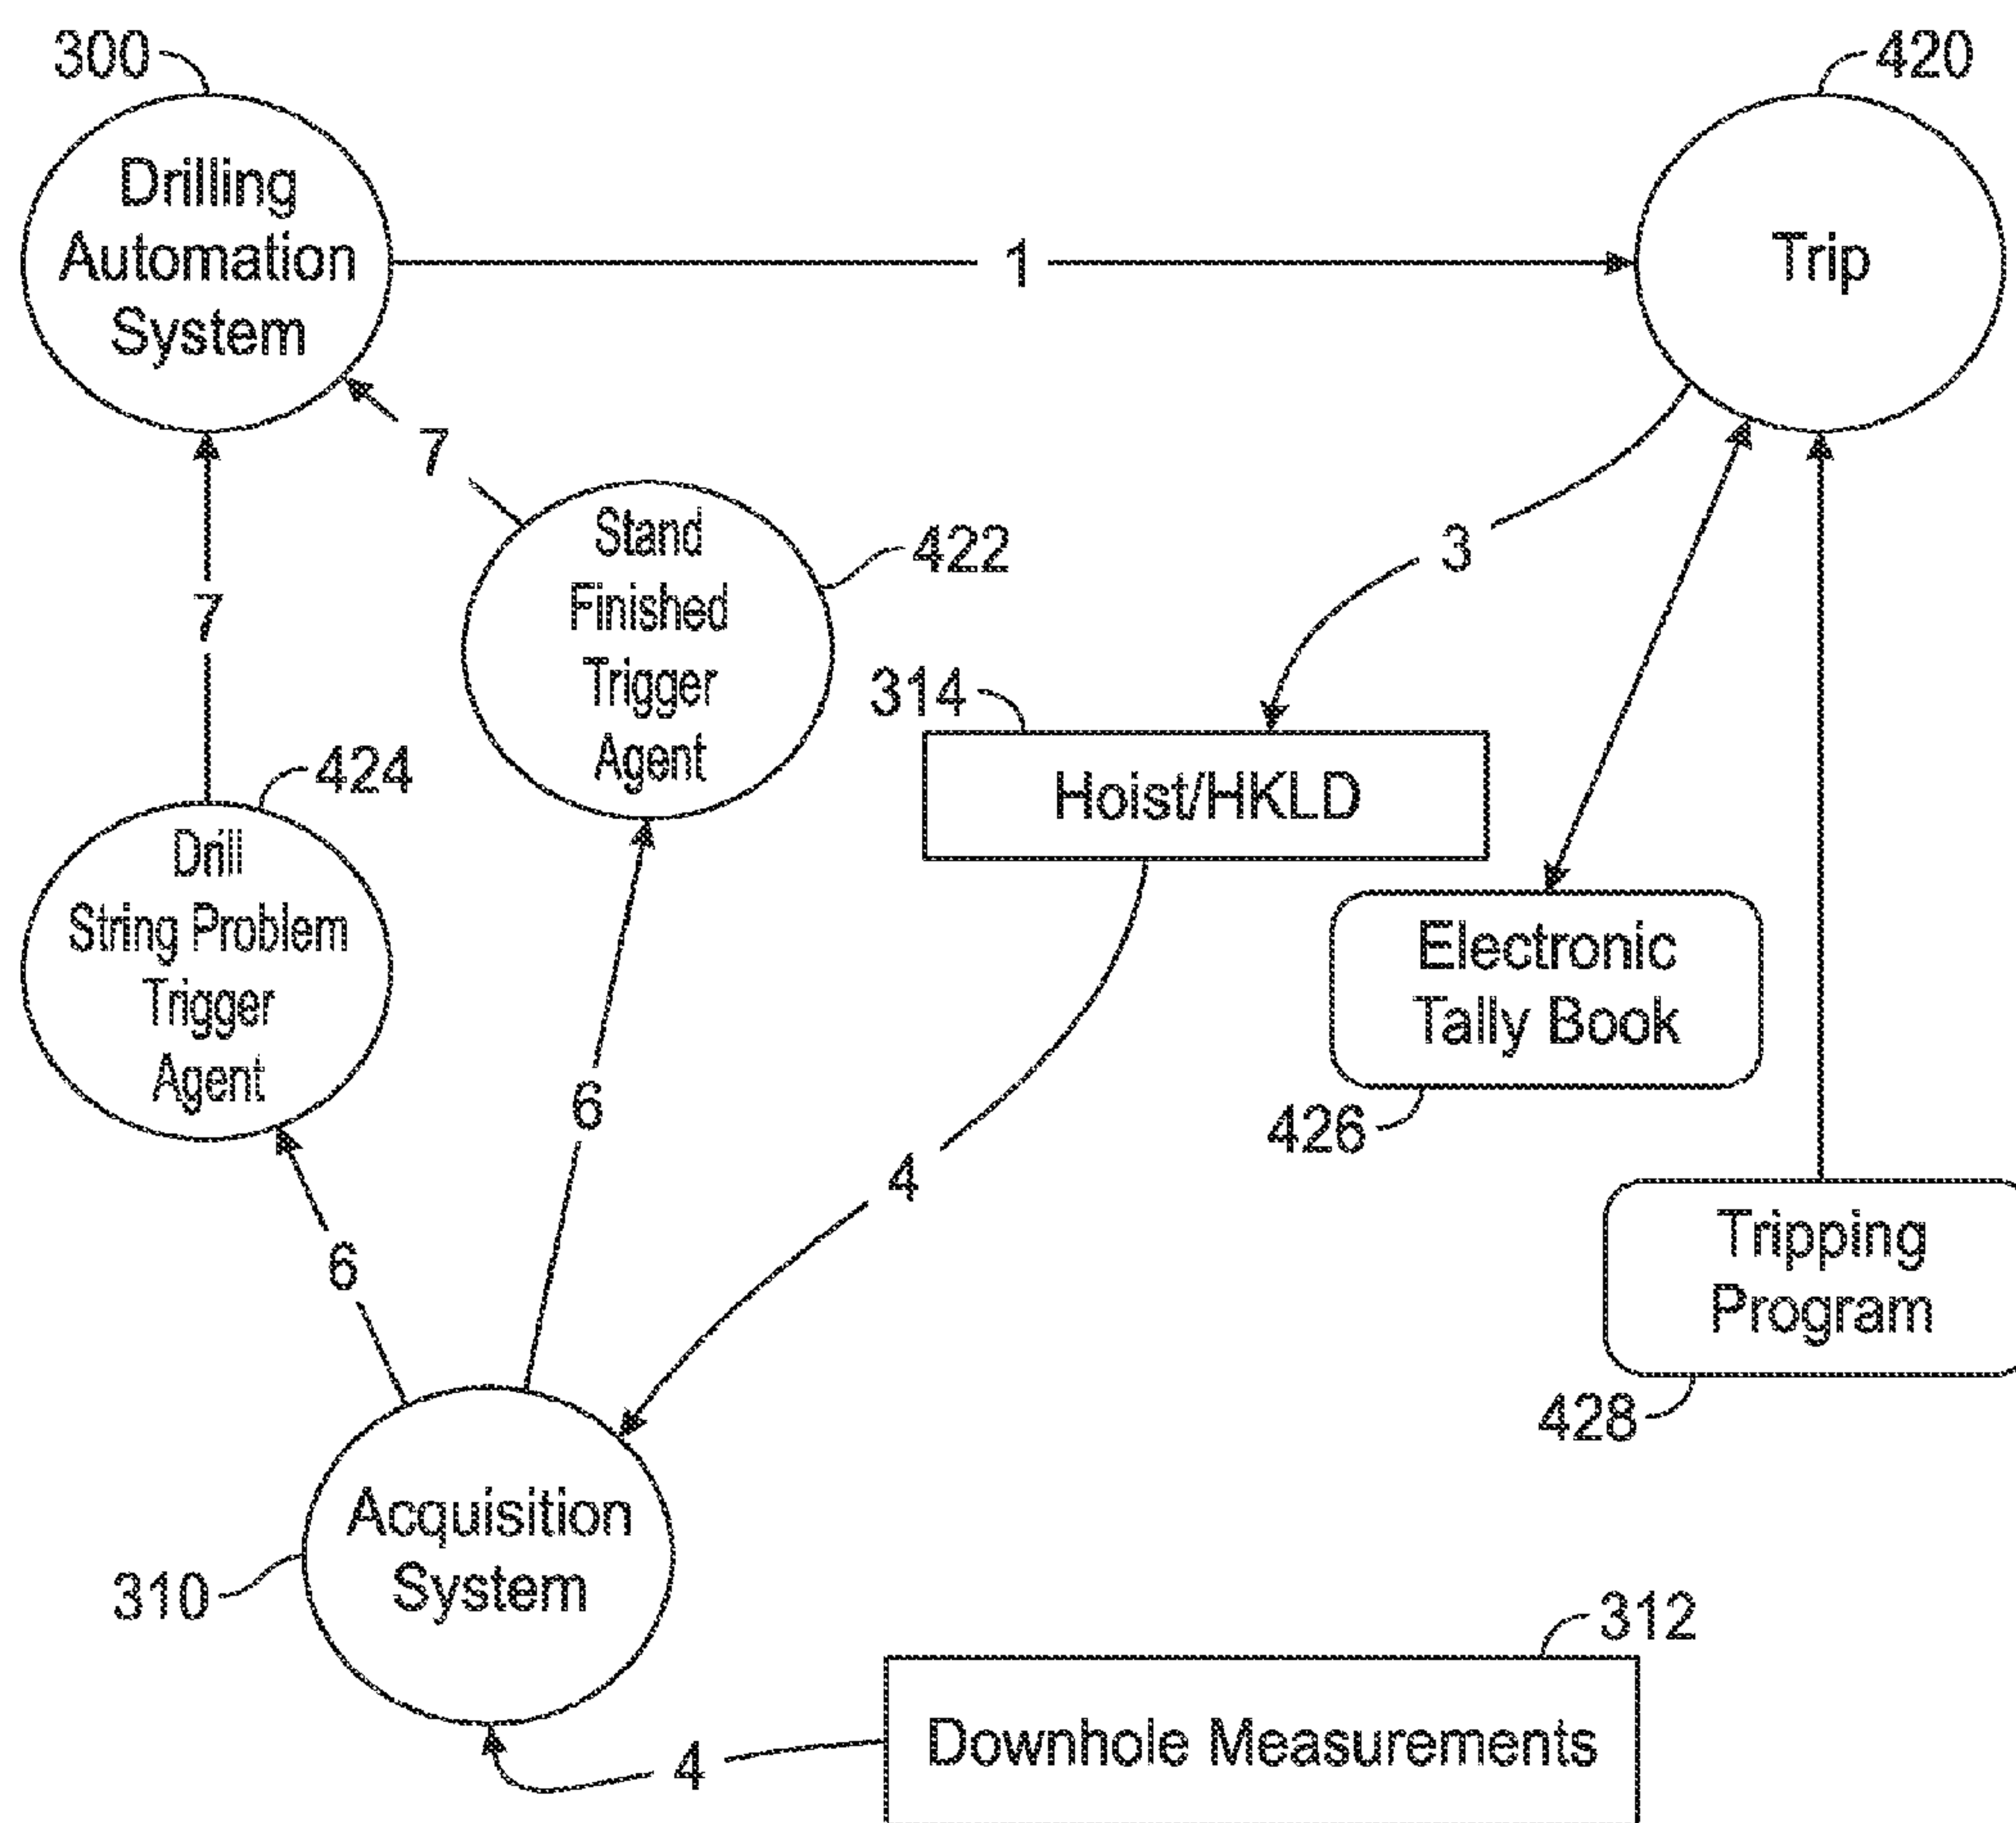 300
420
Drilling
Automation
System
1
Trip
7
Stand
Finished
Trigger
Agent
422
3
7
314
Hoist/HKLD
424
Drill
String Problem
Trigger
Agent
Electronic
Tally Book
426
6
4
6
Tripping
Program
428
Acquisition
System
310
312
4
Downhole Measurements